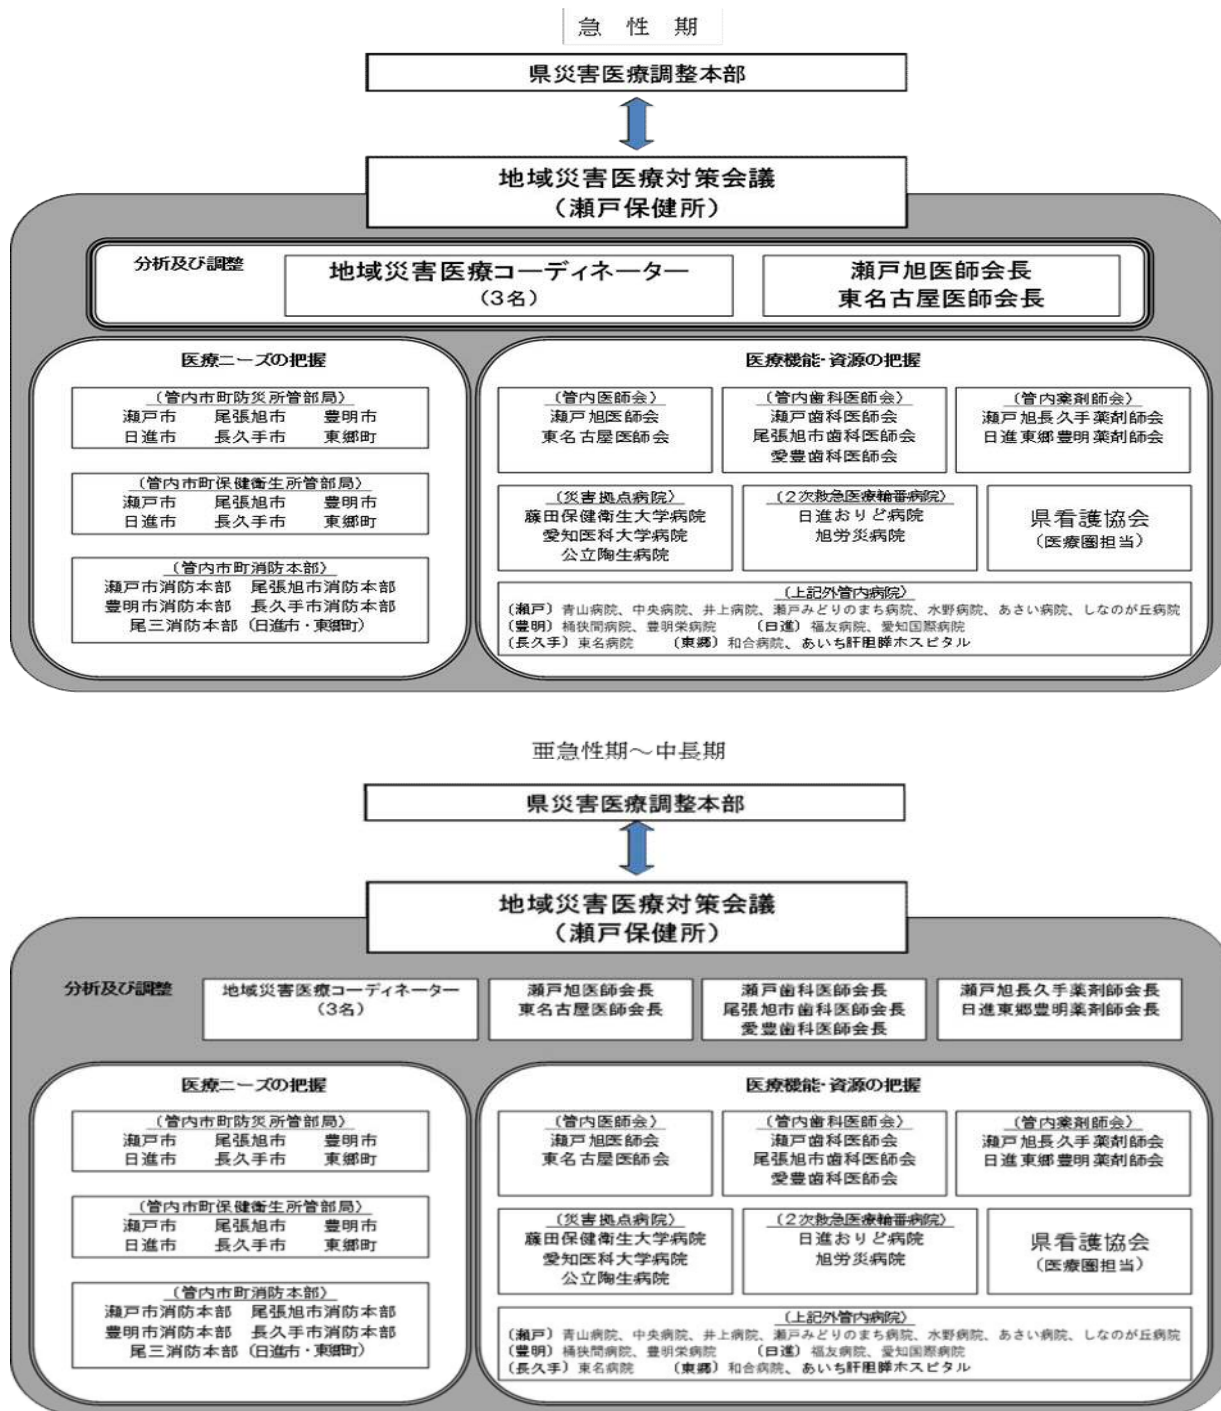 急 性 期
県災害医療調整本部
地域災害医療対策会議
（瀬戸保健所）
分析及び調整
地域災害医療コーディネーター
（3名）
瀬戸旭医師会長
東名古屋医師会長
医療ニーズの把握
（管内市町防災所管部局）
瀬戸市 尾張旭市 豊明市
日進市 長久手市 東郷町
（管内市町保健衛生所管部局）
瀬戸市 尾張旭市 豊明市
日進市 長久手市 東郷町
（管内市町消防本部）
瀬戸市消防本部 尾張旭市消防本部
豊明市消防本部 長久手市消防本部
尾三消防本部（日進市・東郷町）
医療機能・資源の把握
（管内医師会）
瀬戸旭医師会
東名古屋医師会
（管内歯科医師会）
瀬戸歯科医師会
尾張旭市歯科医師会
愛豊歯科医師会
（管内薬剤師会）
瀬戸旭長久手薬剤師会
日進東郷豊明薬剤師会
（災害拠点病院）
藤田保健衛生大学病院
愛知医科大学病院
公立陶生病院
（2次救急医療輪番病院）
日進おりど病院
旭労災病院
県看護協会
（医療圏担当）
（上記外管内病院）
（瀬戸）青山病院、中央病院、井上病院、瀬戸みどりのまち病院、水野病院、あさい病院、しなのが丘病院
（豊明）桶狭間病院、豊明栄病院 （日進）福友病院、愛知国際病院
（長久手）東名病院 （東郷）和合病院、あいち肝胆膵ホスピタル
亜急性期～中長期
県災害医療調整本部
地域災害医療対策会議
（瀬戸保健所）
分析及び調整
地域災害医療コーディネーター
（3名）
瀬戸旭医師会長
東名古屋医師会長
瀬戸歯科医師会長
尾張旭市歯科医師会長
愛豊歯科医師会長
瀬戸旭長久手薬剤師会長
日進東郷豊明薬剤師会長
医療ニーズの把握
（管内市町防災所管部局）
瀬戸市 尾張旭市 豊明市
日進市 長久手市 東郷町
（管内市町保健衛生所管部局）
瀬戸市 尾張旭市 豊明市
日進市 長久手市 東郷町
（管内市町消防本部）
瀬戸市消防本部 尾張旭市消防本部
豊明市消防本部 長久手市消防本部
尾三消防本部（日進市・東郷町）
医療機能・資源の把握
（管内医師会）
瀬戸旭医師会
東名古屋医師会
（管内歯科医師会）
瀬戸歯科医師会
尾張旭市歯科医師会
愛豊歯科医師会
（管内薬剤師会）
瀬戸旭長久手薬剤師会
日進東郷豊明薬剤師会
（災害拠点病院）
藤田保健衛生大学病院
愛知医科大学病院
公立陶生病院
（2次救急医療輪番病院）
日進おりど病院
旭労災病院
県看護協会
（医療圏担当）
（上記外管内病院）
（瀬戸）青山病院、中央病院、井上病院、瀬戸みどりのまち病院、水野病院、あさい病院、しなのが丘病院
（豊明）桶狭間病院、豊明栄病院 （日進）福友病院、愛知国際病院
（長久手）東名病院 （東郷）和合病院、あいち肝胆膵ホスピタル